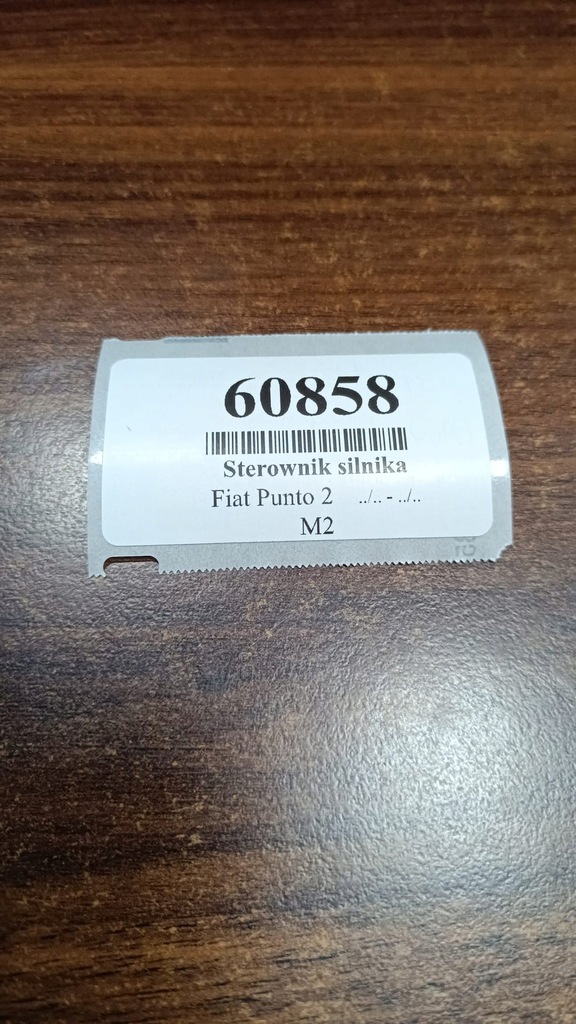 60858
Sterownik silnika
Fiat Punto 2 ../.. - ../..
M2